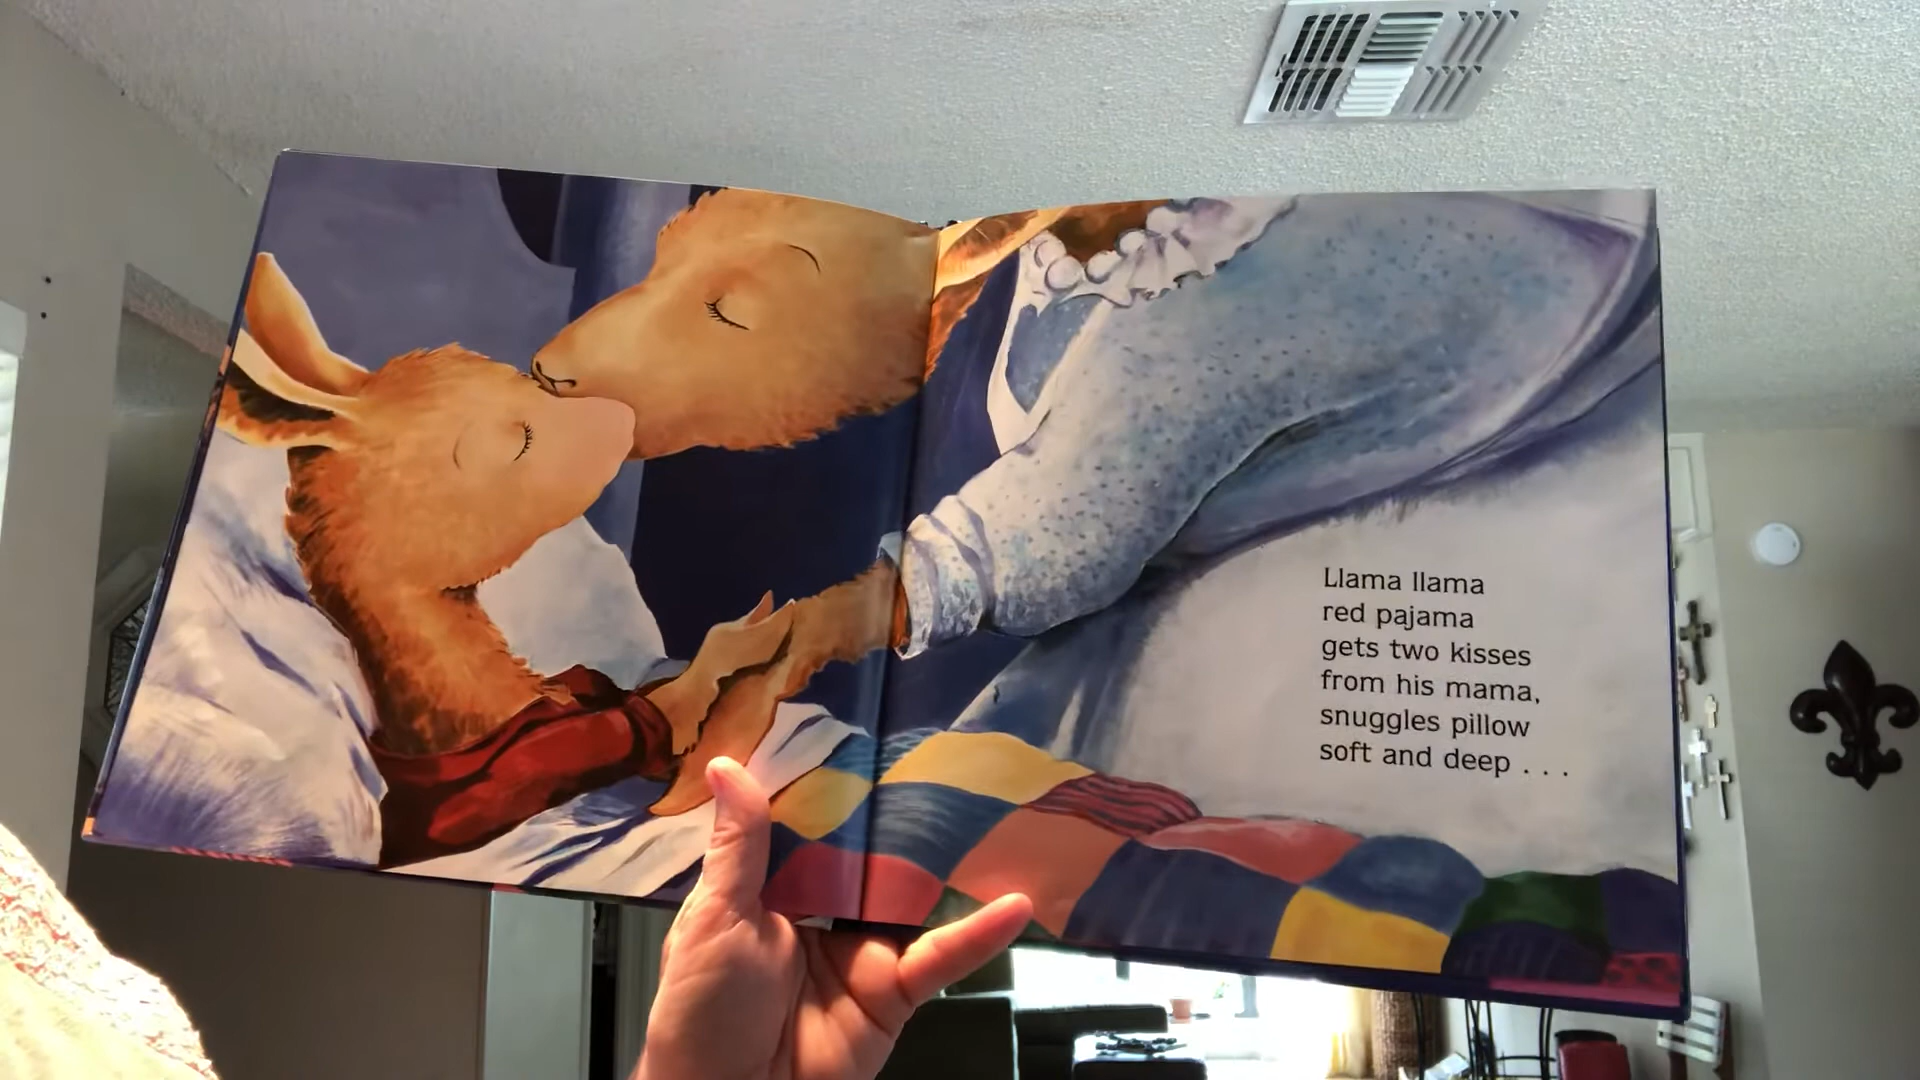 Llama llama
red pajama
gets two kisses
from his mama,
snuggles pillow
soft and deep . . .